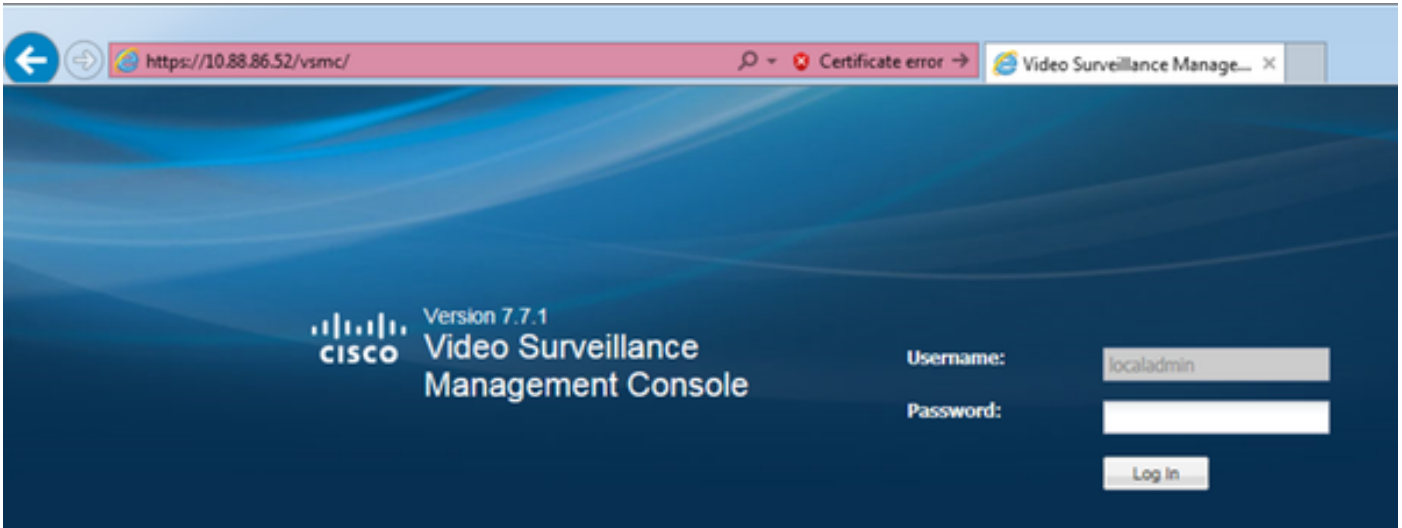 https://10.88.86.52/vsmc/
Certificate error
Video Surveillance Manage...
Version 7.7.1
CISCO
Video Surveillance
Management Console
Username:
localadmin
Password:
Log In